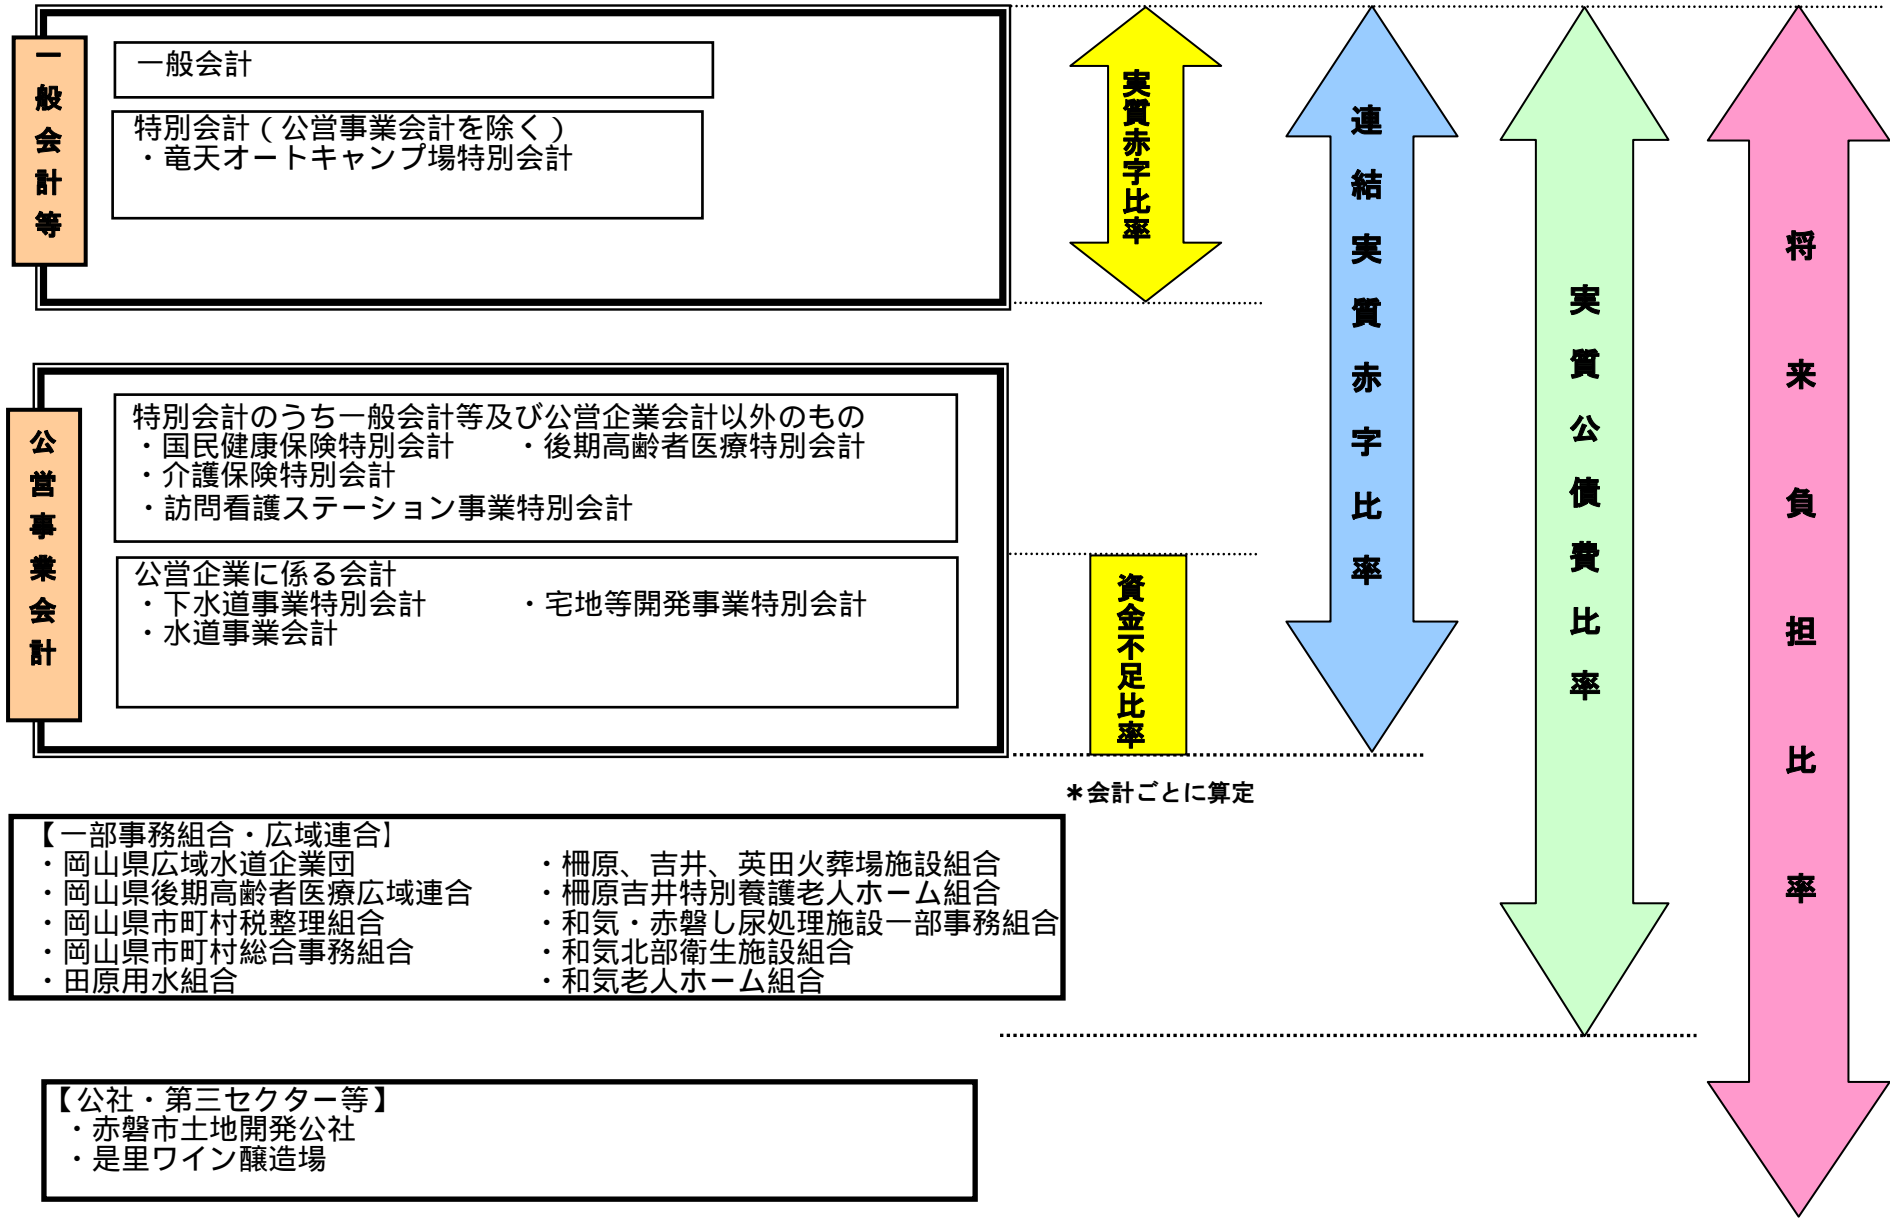 一般会計等
一般会計
特別会計（公営事業会計を除く）
・竜天オートキャンプ場特別会計
実質赤字比率
連結実質赤字比率
実質公債費比率
将来負担比率
公営事業会計
特別会計のうち一般会計等及び公営企業会計以外のもの
・国民健康保険特別会計　・後期高齢者医療特別会計
・介護保険特別会計
・訪問看護ステーション事業特別会計
公営企業に係る会計
・下水道事業特別会計　・宅地等開発事業特別会計
・水道事業会計
資金不足比率
＊会計ごとに算定
【一部事務組合・広域連合】
・岡山県広域水道企業団　・柵原、吉井、英田火葬場施設組合
・岡山県後期高齢者医療広域連合　・柵原吉井特別養護老人ホーム組合
・岡山県市町村税整理組合　・和気・赤磐し尿処理施設一部事務組合
・岡山県市町村総合事務組合　・和気北部衛生施設組合
・田原用水組合　・和気老人ホーム組合
【公社・第三セクター等】
・赤磐市土地開発公社
・是里ワイン醸造場